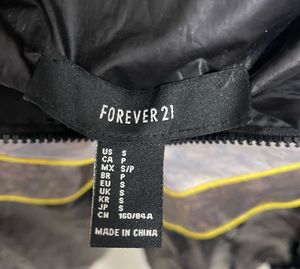 FOREVER 21
US S
CA P
MX S/P
BR P
EU S
UK S
KR S
JP S
CN 160/84A
MADE IN CHINA